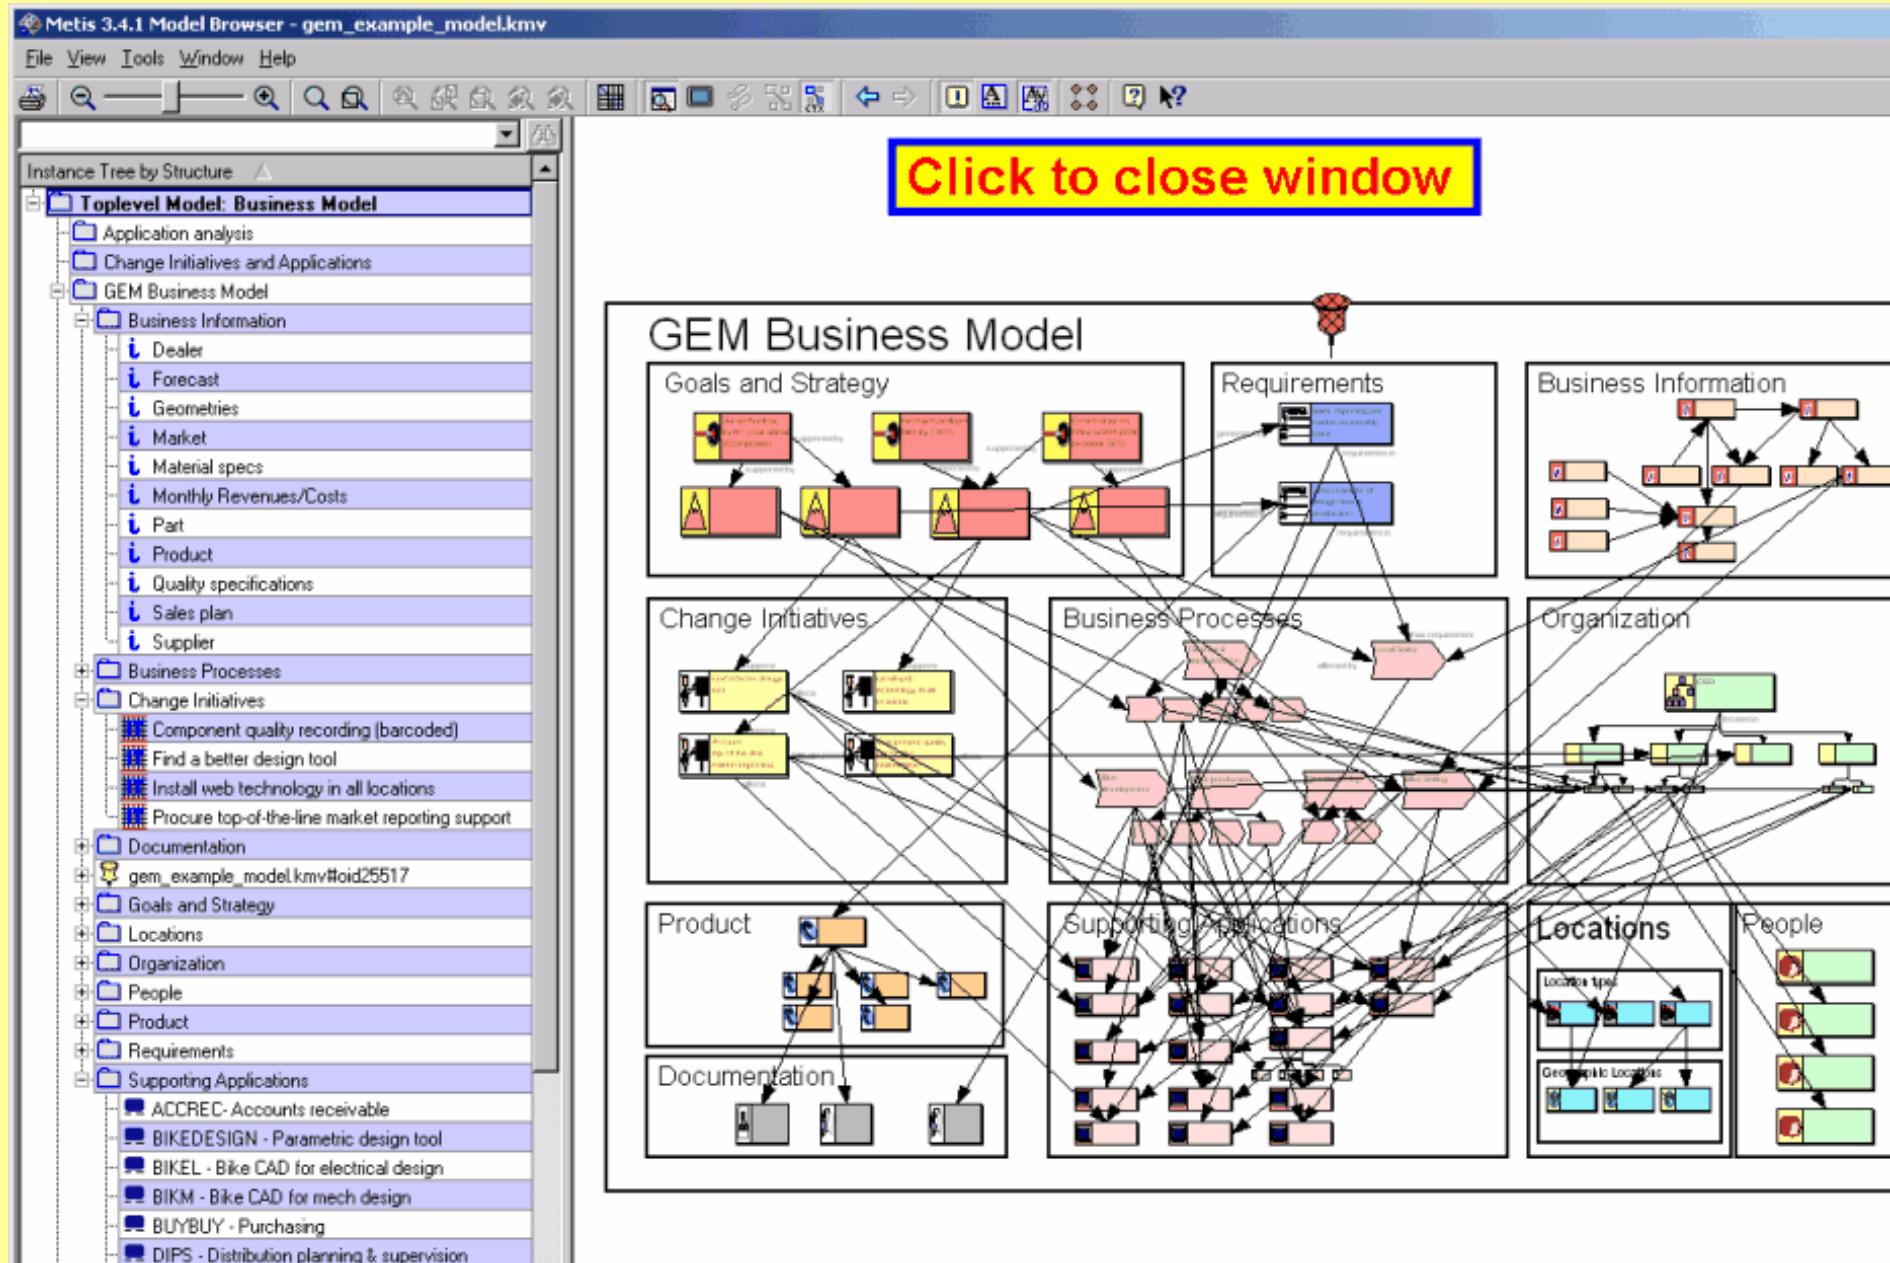 Metis 3.4.1 Model Browser - gem_example_model.kmv
File View Tools Window Help
Instance Tree by Structure
Toplevel Model: Business Model
Application analysis
Change Initiatives and Applications
GEM Business Model
Business Information
Dealer
Forecast
Geometries
Market
Material specs
Monthly Revenues/Costs
Part
Product
Quality specifications
Sales plan
Supplier
Business Processes
Change Initiatives
Component quality recording (barcoded)
Find a better design tool
Install web technology in all locations
Procure top-of-the-line market reporting support
Documentation
gem_example_model.kmv#oid25517
Goals and Strategy
Locations
Organization
People
Product
Requirements
Supporting Applications
ACCREC- Accounts receivable
BIKEDESIGN - Parametric design tool
BIKEL - Bike CAD for electrical design
BIKM - Bike CAD for mech design
BUYBUY - Purchasing
DIPS - Distribution planning & supervision
Click to close window
GEM Business Model
Goals and Strategy
Requirements
Business Information
Change Initiatives
Business Processes
Organization
Product
Supporting Applications
Locations
People
Location types
Geographic Locations
Documentation